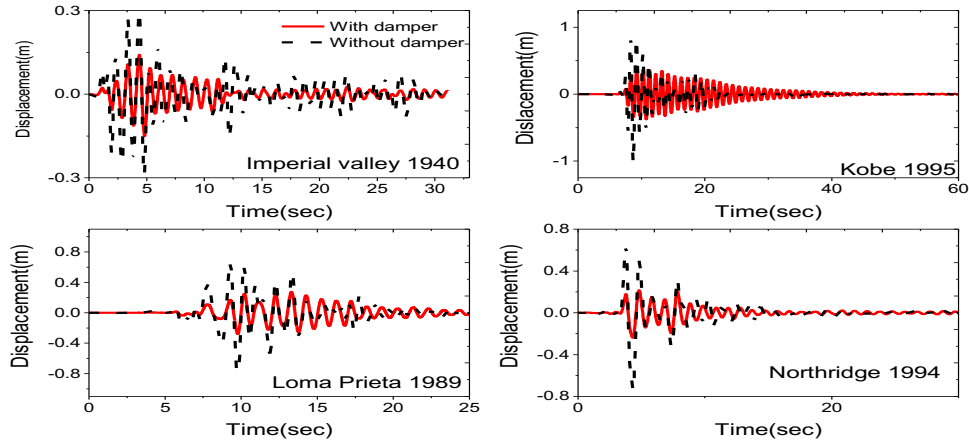 0.3
0.0
-0.3
Displacement(m)
With damper
Without damper
Imperial valley 1940
0 5 10 15 20 25 30
Time(sec)
1
0
-1
Dislacement(m)
Kobe 1995
0 20 40 60
Time(sec)
0.8
0.4
0.0
-0.4
-0.8
Displacement(m)
Loma Prieta 1989
0 5 10 15 20 25
Time(sec)
0.8
0.4
0.0
-0.4
-0.8
Displacement(m)
Northridge 1994
0 20
Time(sec)